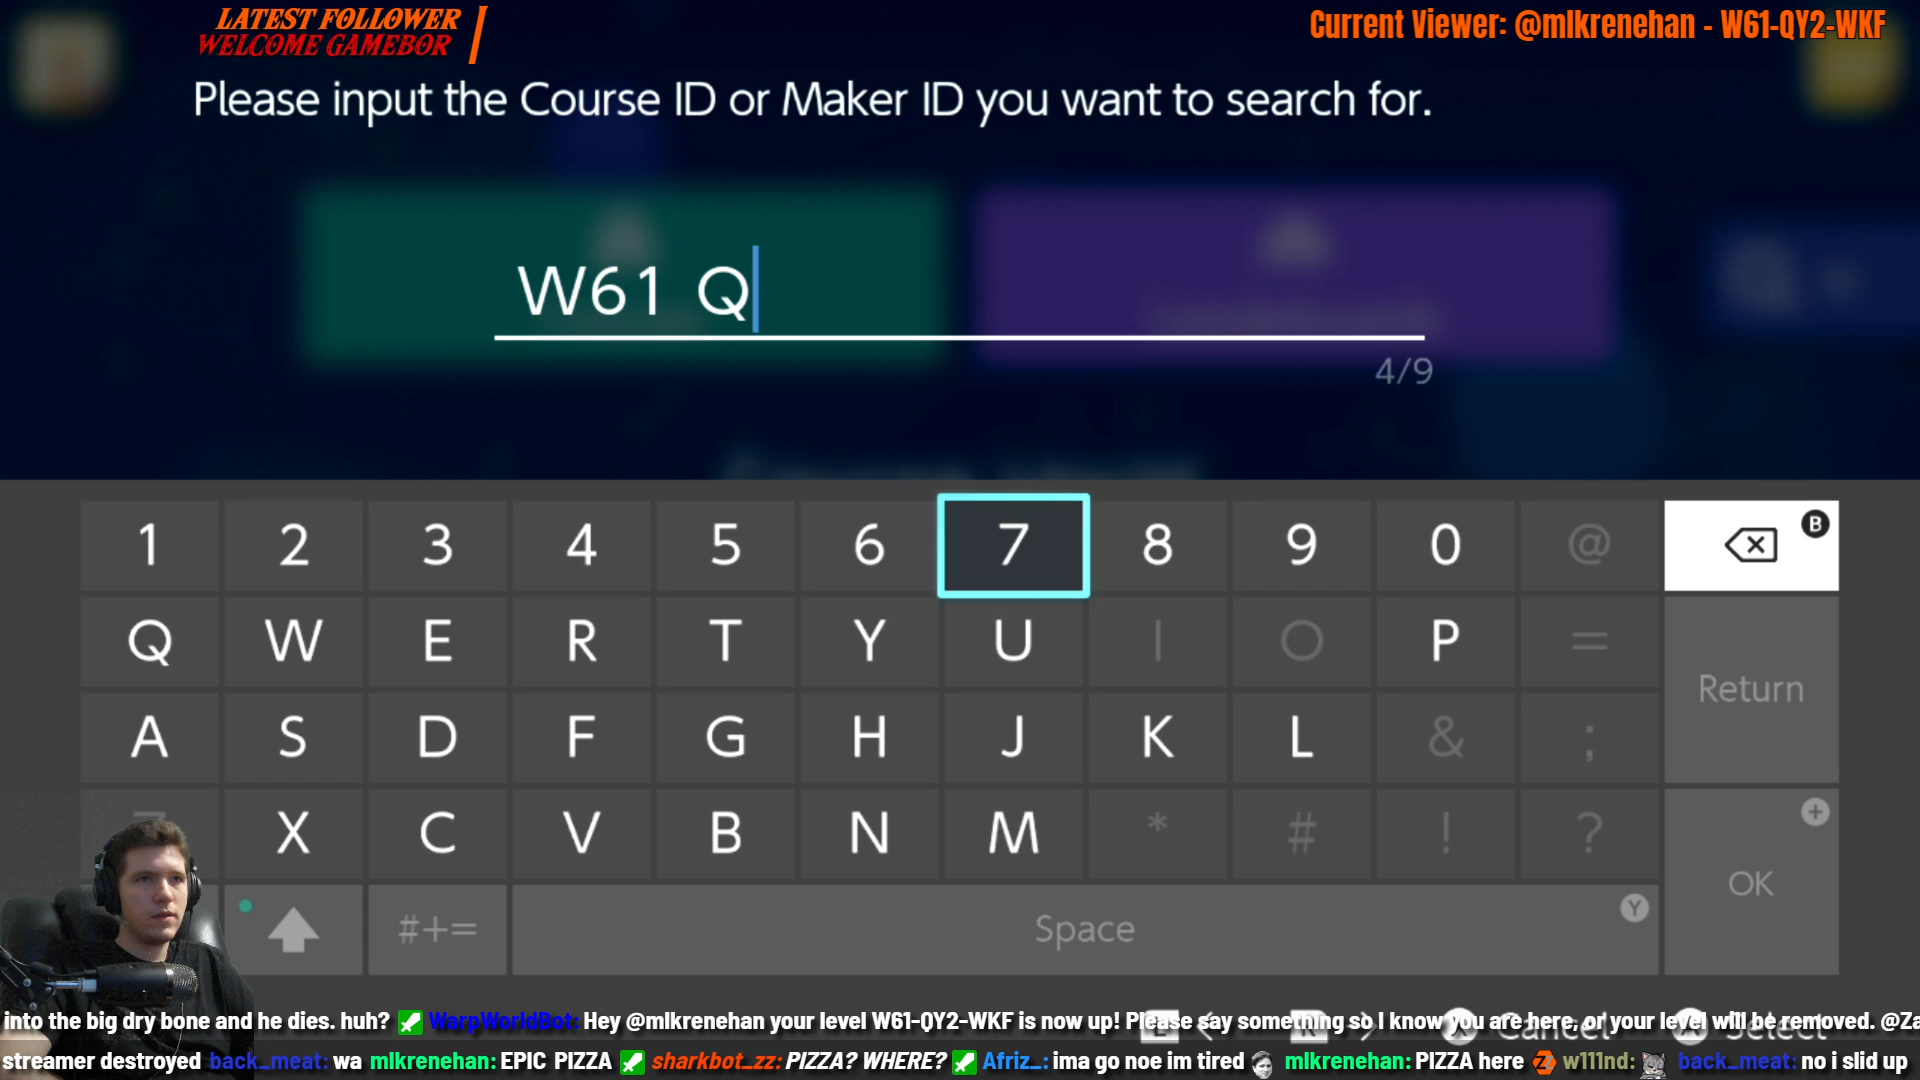 LATEST FOLLOWER
WELCOME GAMEBOR
Current Viewer: @mlkrenehan - W61-QY2-WKF
Please input the Course ID or Maker ID you want to search for.
W61 Q
4/9
1 2 3 4 5 6 7 8 9 0 @ B
Q W E R T Y U I O P =
Return
A S D F G H J K L & ;
X C V B N M * # ! ? +
OK
#+= Space Y
Cancel Select
into the big dry bone and he dies. huh? WarpWorldBot: Hey @mlkrenehan your level W61-QY2-WKF is now up! Please say something so I know you are here, or your level will be removed. @Za
streamer destroyed back_meat: wa mlkrenehan: EPIC PIZZA sharkbot_zz: PIZZA? WHERE? Afriz_: ima go noe im tired mlkrenehan: PIZZA here w111nd: back_meat: no i slid up